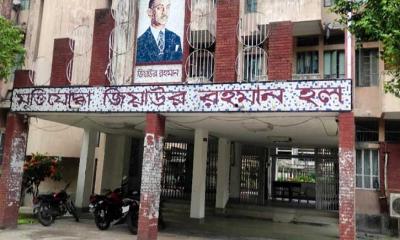 জিয়াউর রহমান
মুক্তিযোদ্ধা জিয়াউর রহমান হল